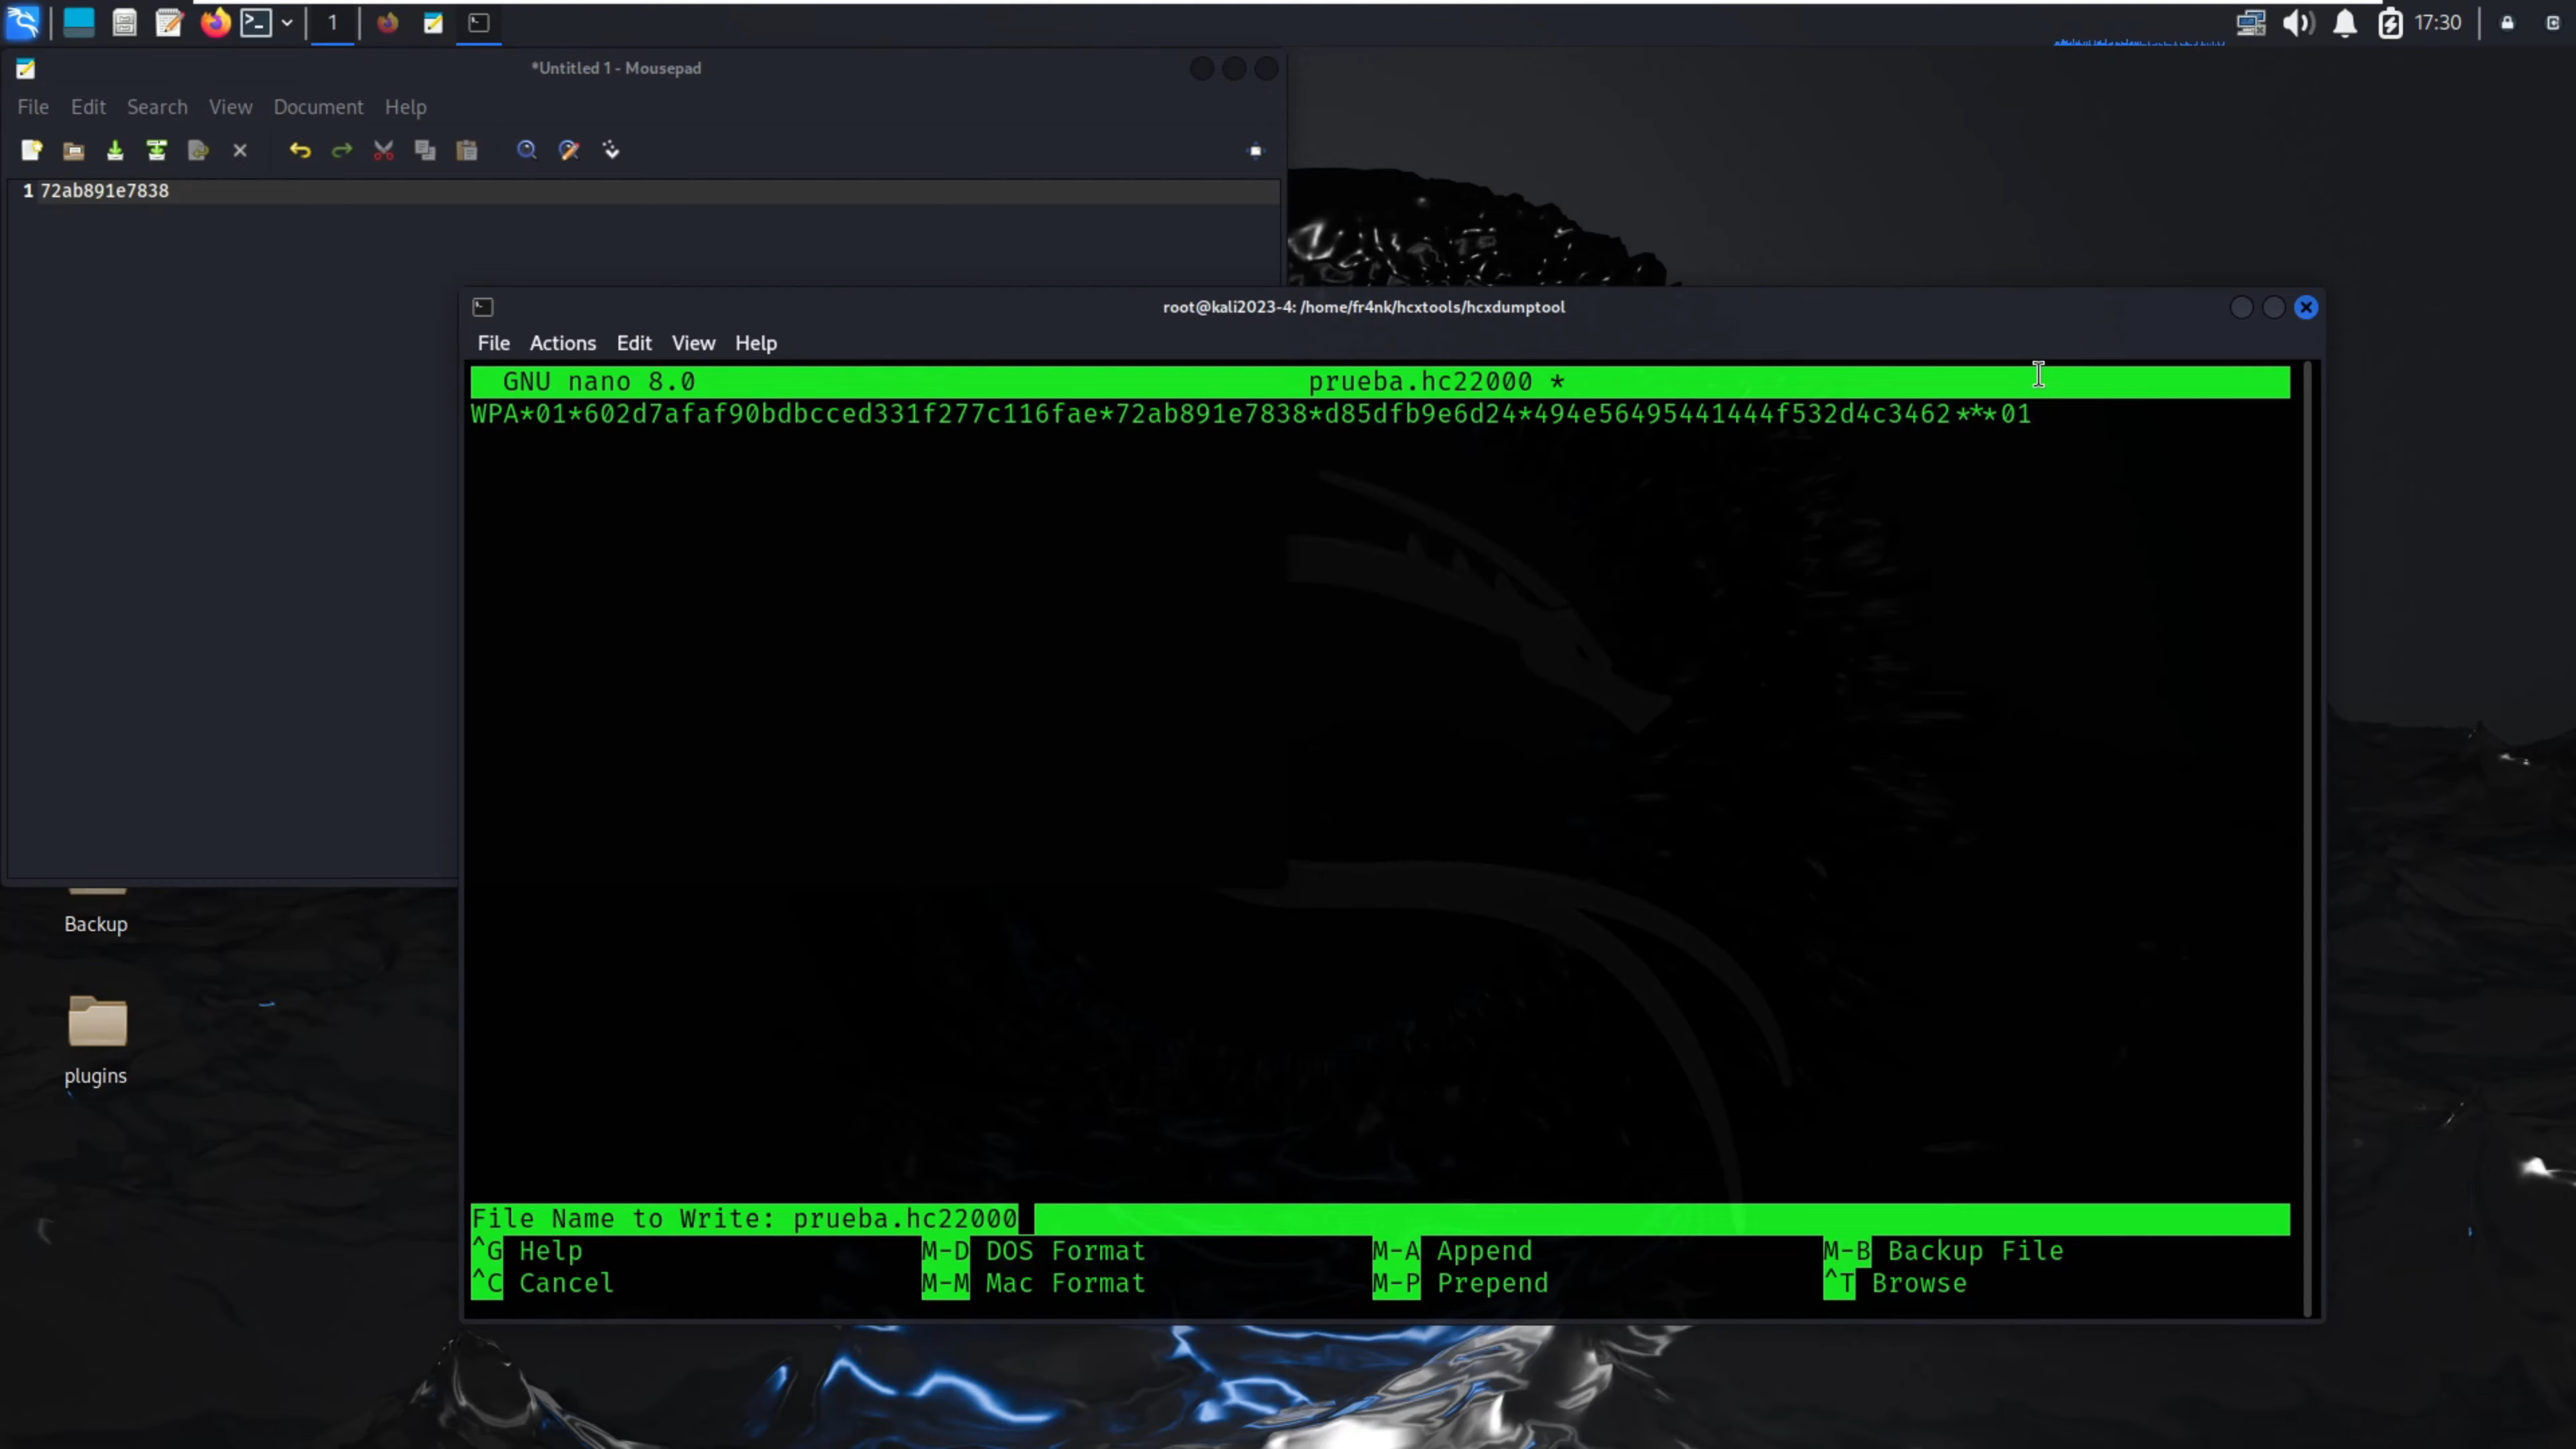 1
17:30
*Untitled 1 - Mousepad
File Edit Search View Document Help
1 72ab891e7838
root@kali2023-4: /home/fr4nk/hcxtools/hcxdumptool
File Actions Edit View Help
GNU nano 8.0 prueba.hc22000 *
WPA*01*602d7afaf90bdbcced331f277c116fae*72ab891e7838*d85dfb9e6d24*494e56495441444f532d4c3462***01
Backup
plugins
File Name to Write: prueba.hc22000
^G Help M-D DOS Format M-A Append M-B Backup File
^C Cancel M-M Mac Format M-P Prepend ^T Browse